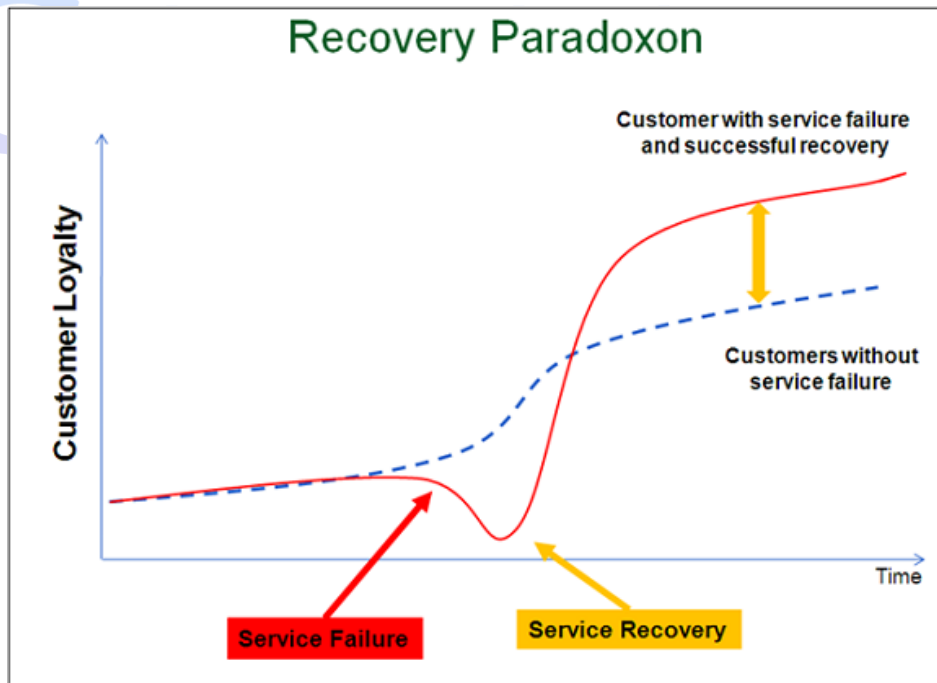 Recovery Paradoxon
Customer with service failure
and successful recovery
Customer Loyalty
Customers without
service failure
Time
Service Failure
Service Recovery